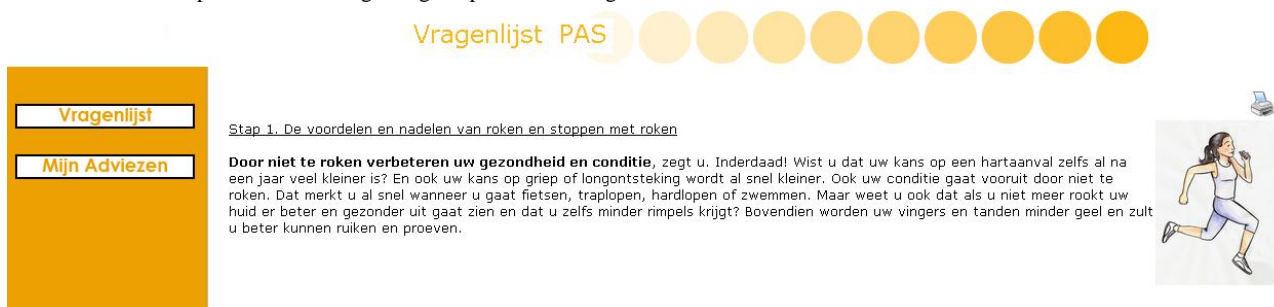 Vragenlijst PAS
Vragenlijst
Mijn Adviezen
Stap 1. De voordelen en nadelen van roken en stoppen met roken
Door niet te roken verbeteren uw gezondheid en conditie, zegt u. Inderdaad! Wist u dat uw kans op een hartaanval zelfs al na
een jaar veel kleiner is? En ook uw kans op griep of longontsteking wordt al snel kleiner. Ook uw conditie gaat vooruit door niet te
roken. Dat merkt u al snel wanneer u gaat fietsen, traplopen, hardlopen of zwemmen. Maar weet u ook dat als u niet meer rookt uw
huid er beter en gezonder uit gaat zien en dat u zelfs minder rimpels krijgt? Bovendien worden uw vingers en tanden minder geel en zult
u beter kunnen ruiken en proeven.